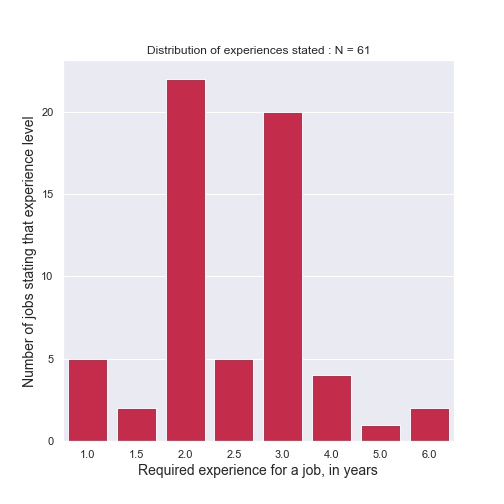 Distribution of experiences stated : N = 61
Number of jobs stating that experience level
20
15
10
5
0
1.0 1.5 2.0 2.5 3.0 4.0 5.0 6.0
Required experience for a job, in years